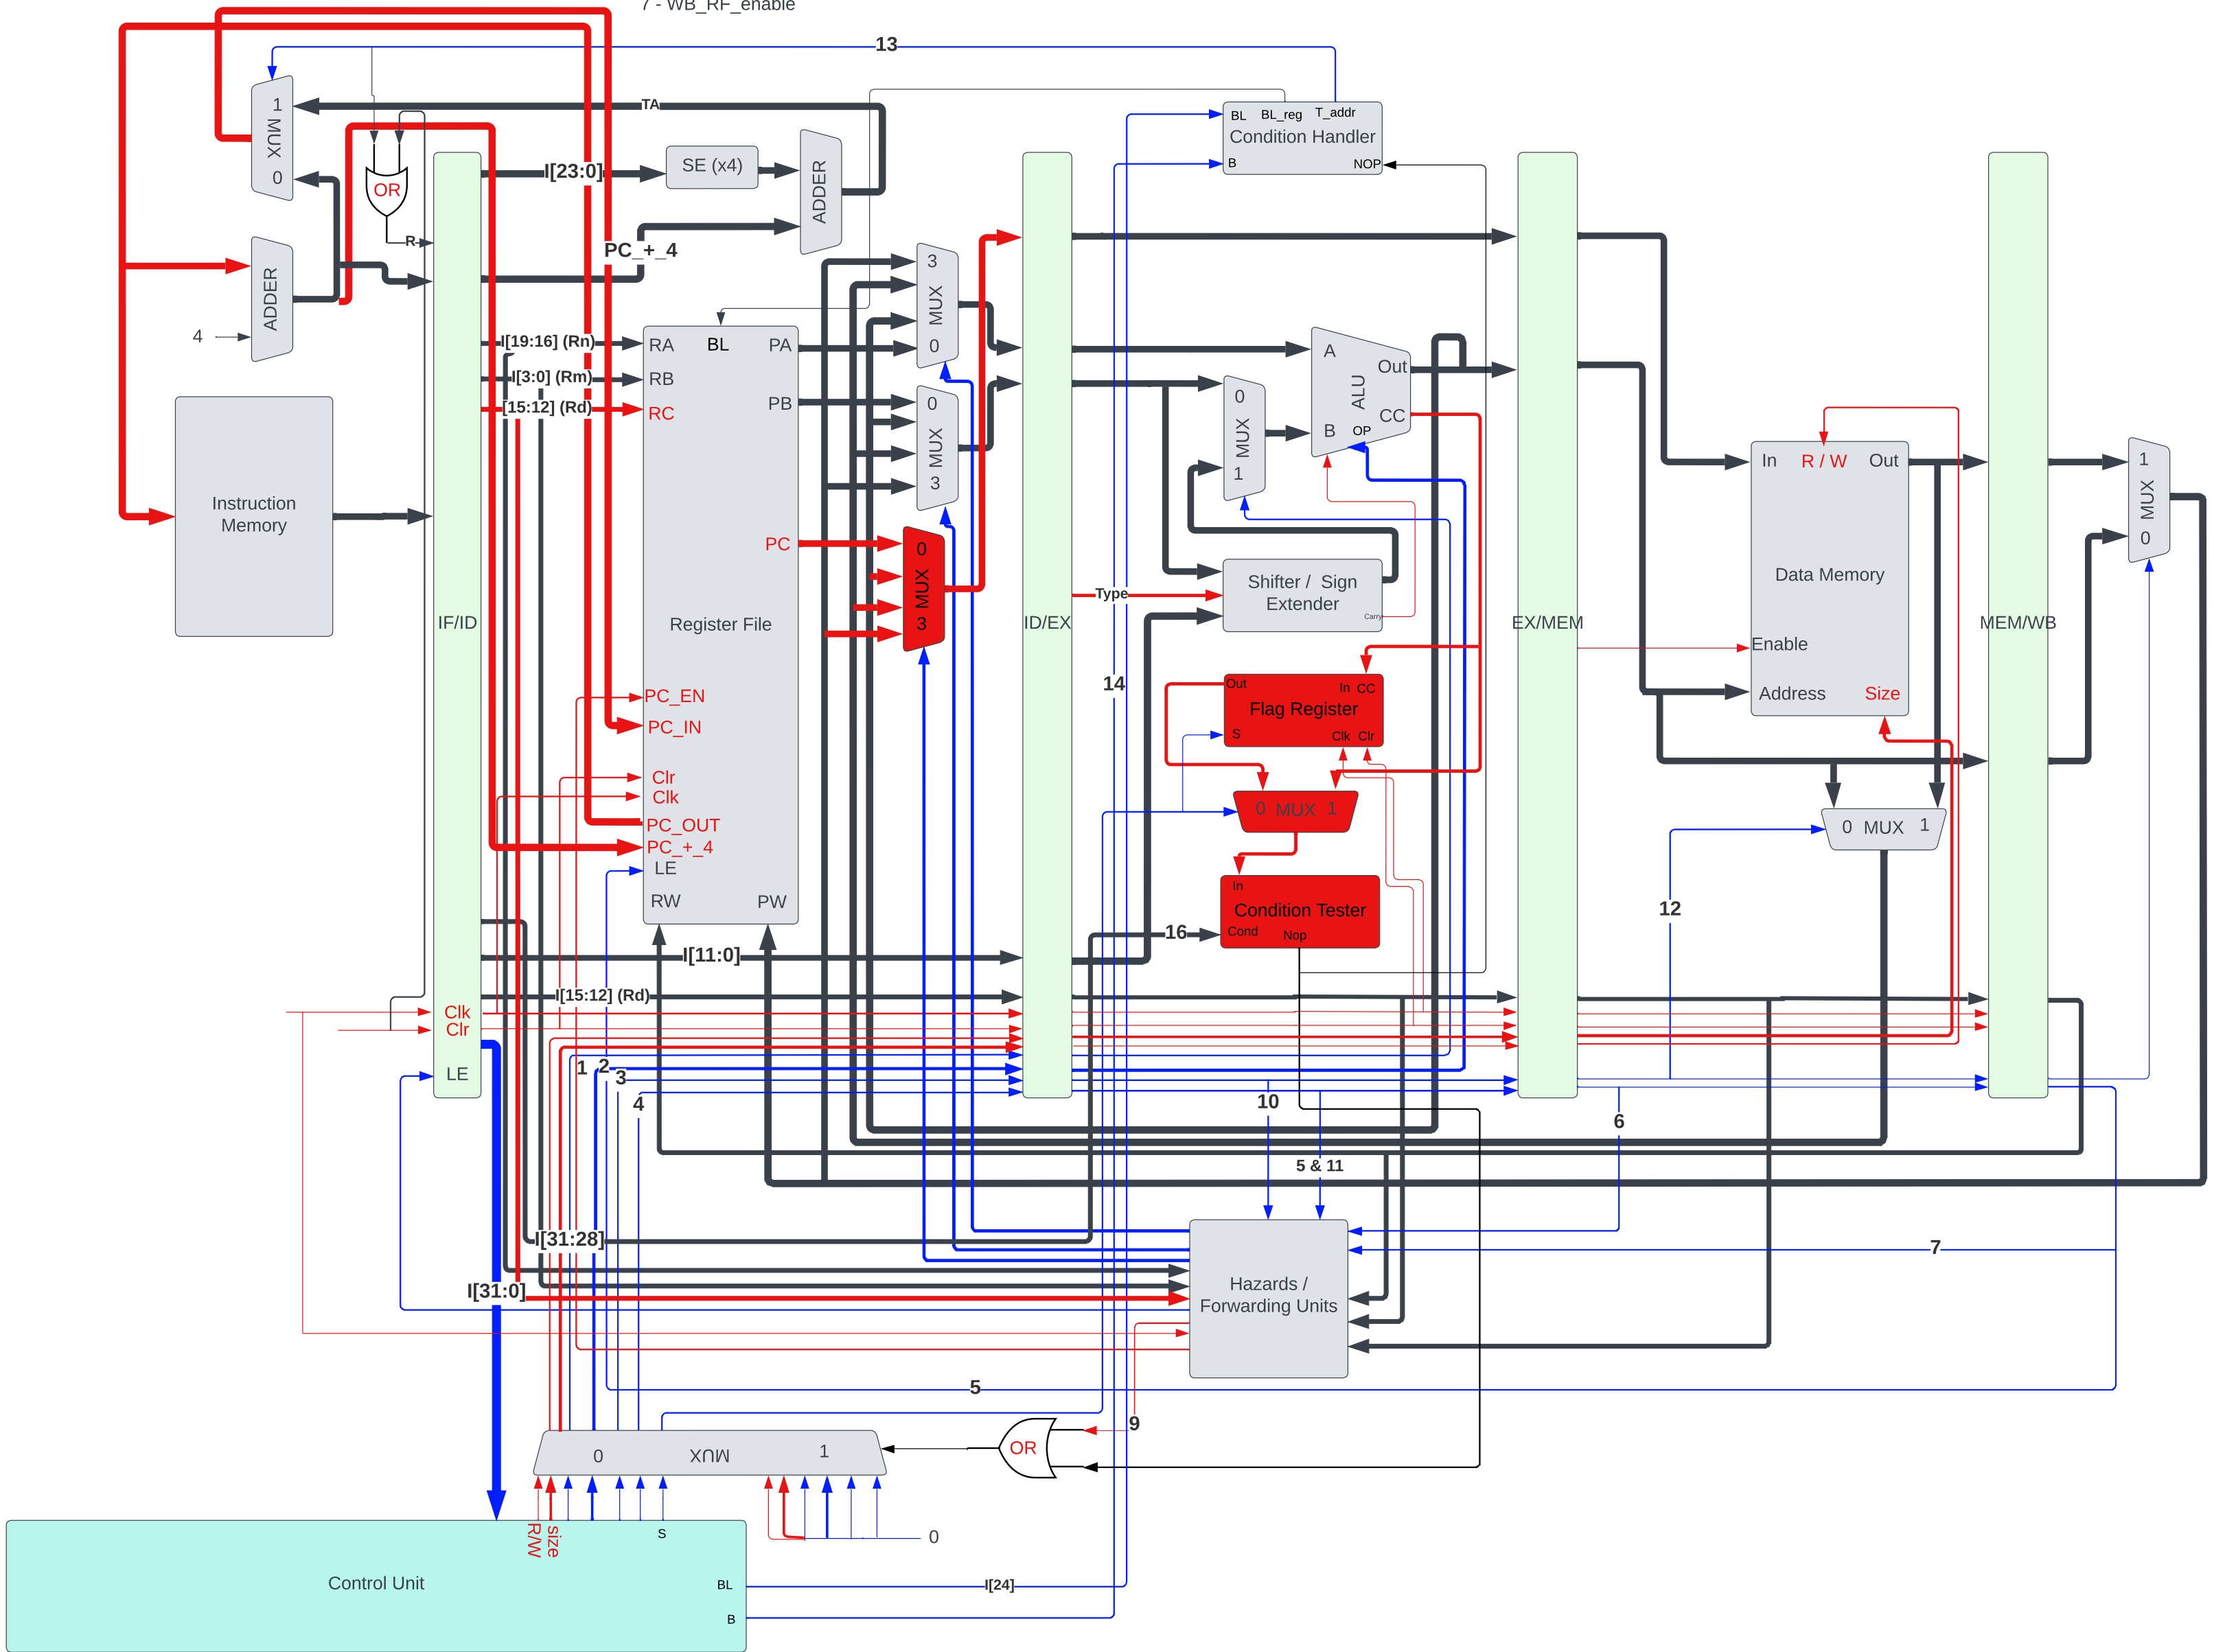 7 - WB_RF_enable
13
1
MUX
0
TA
OR
R
ADDER
4
Instruction
Memory
IF/ID
Clk
Clr
LE
I[23:0]
SE (x4)
ADDER
PC_+_4
I[19:16] (Rn)
I[3:0] (Rm)
[15:12] (Rd)
RA
BL
PA
RB
RC
PB
PC
Register File
PC_EN
PC_IN
Clr
Clk
PC_OUT
PC_+_4
LE
RW
PW
3
MUX
0
0
MUX
3
0
MUX
3
ID/EX
BL
BL_reg
T_addr
Condition Handler
B
NOP
A
Out
ALU
CC
B
OP
0
MUX
1
Shifter / Sign
Extender
Carry
Type
14
Out
In
CC
Flag Register
S
Clk
Clr
0 MUX 1
In
Condition Tester
Cond
Nop
16
EX/MEM
In
R / W
Out
Data Memory
Enable
Address
Size
0 MUX 1
12
MEM/WB
1
MUX
0
I[11:0]
I[15:12] (Rd)
1
2
3
4
10
5 & 11
6
7
I[31:28]
I[31:0]
Hazards /
Forwarding Units
5
9
OR
0
MUX
1
0
R/W
size
S
Control Unit
BL
B
I[24]